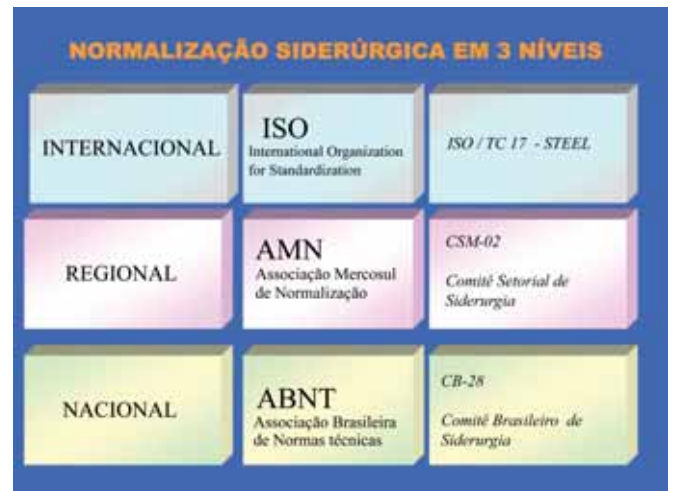 NORMALIZAÇÃO SIDERÚRGICA EM 3 NÍVEIS
INTERNACIONAL
ISO
International Organization
for Standardization
ISO / TC 17 - STEEL
REGIONAL
AMN
Associação Mercosul
de Normalização
CSM-02
Comitê Setorial de
Siderurgia
NACIONAL
ABNT
Associação Brasileira
de Normas técnicas
CB-28
Comitê Brasileiro de
Siderurgia